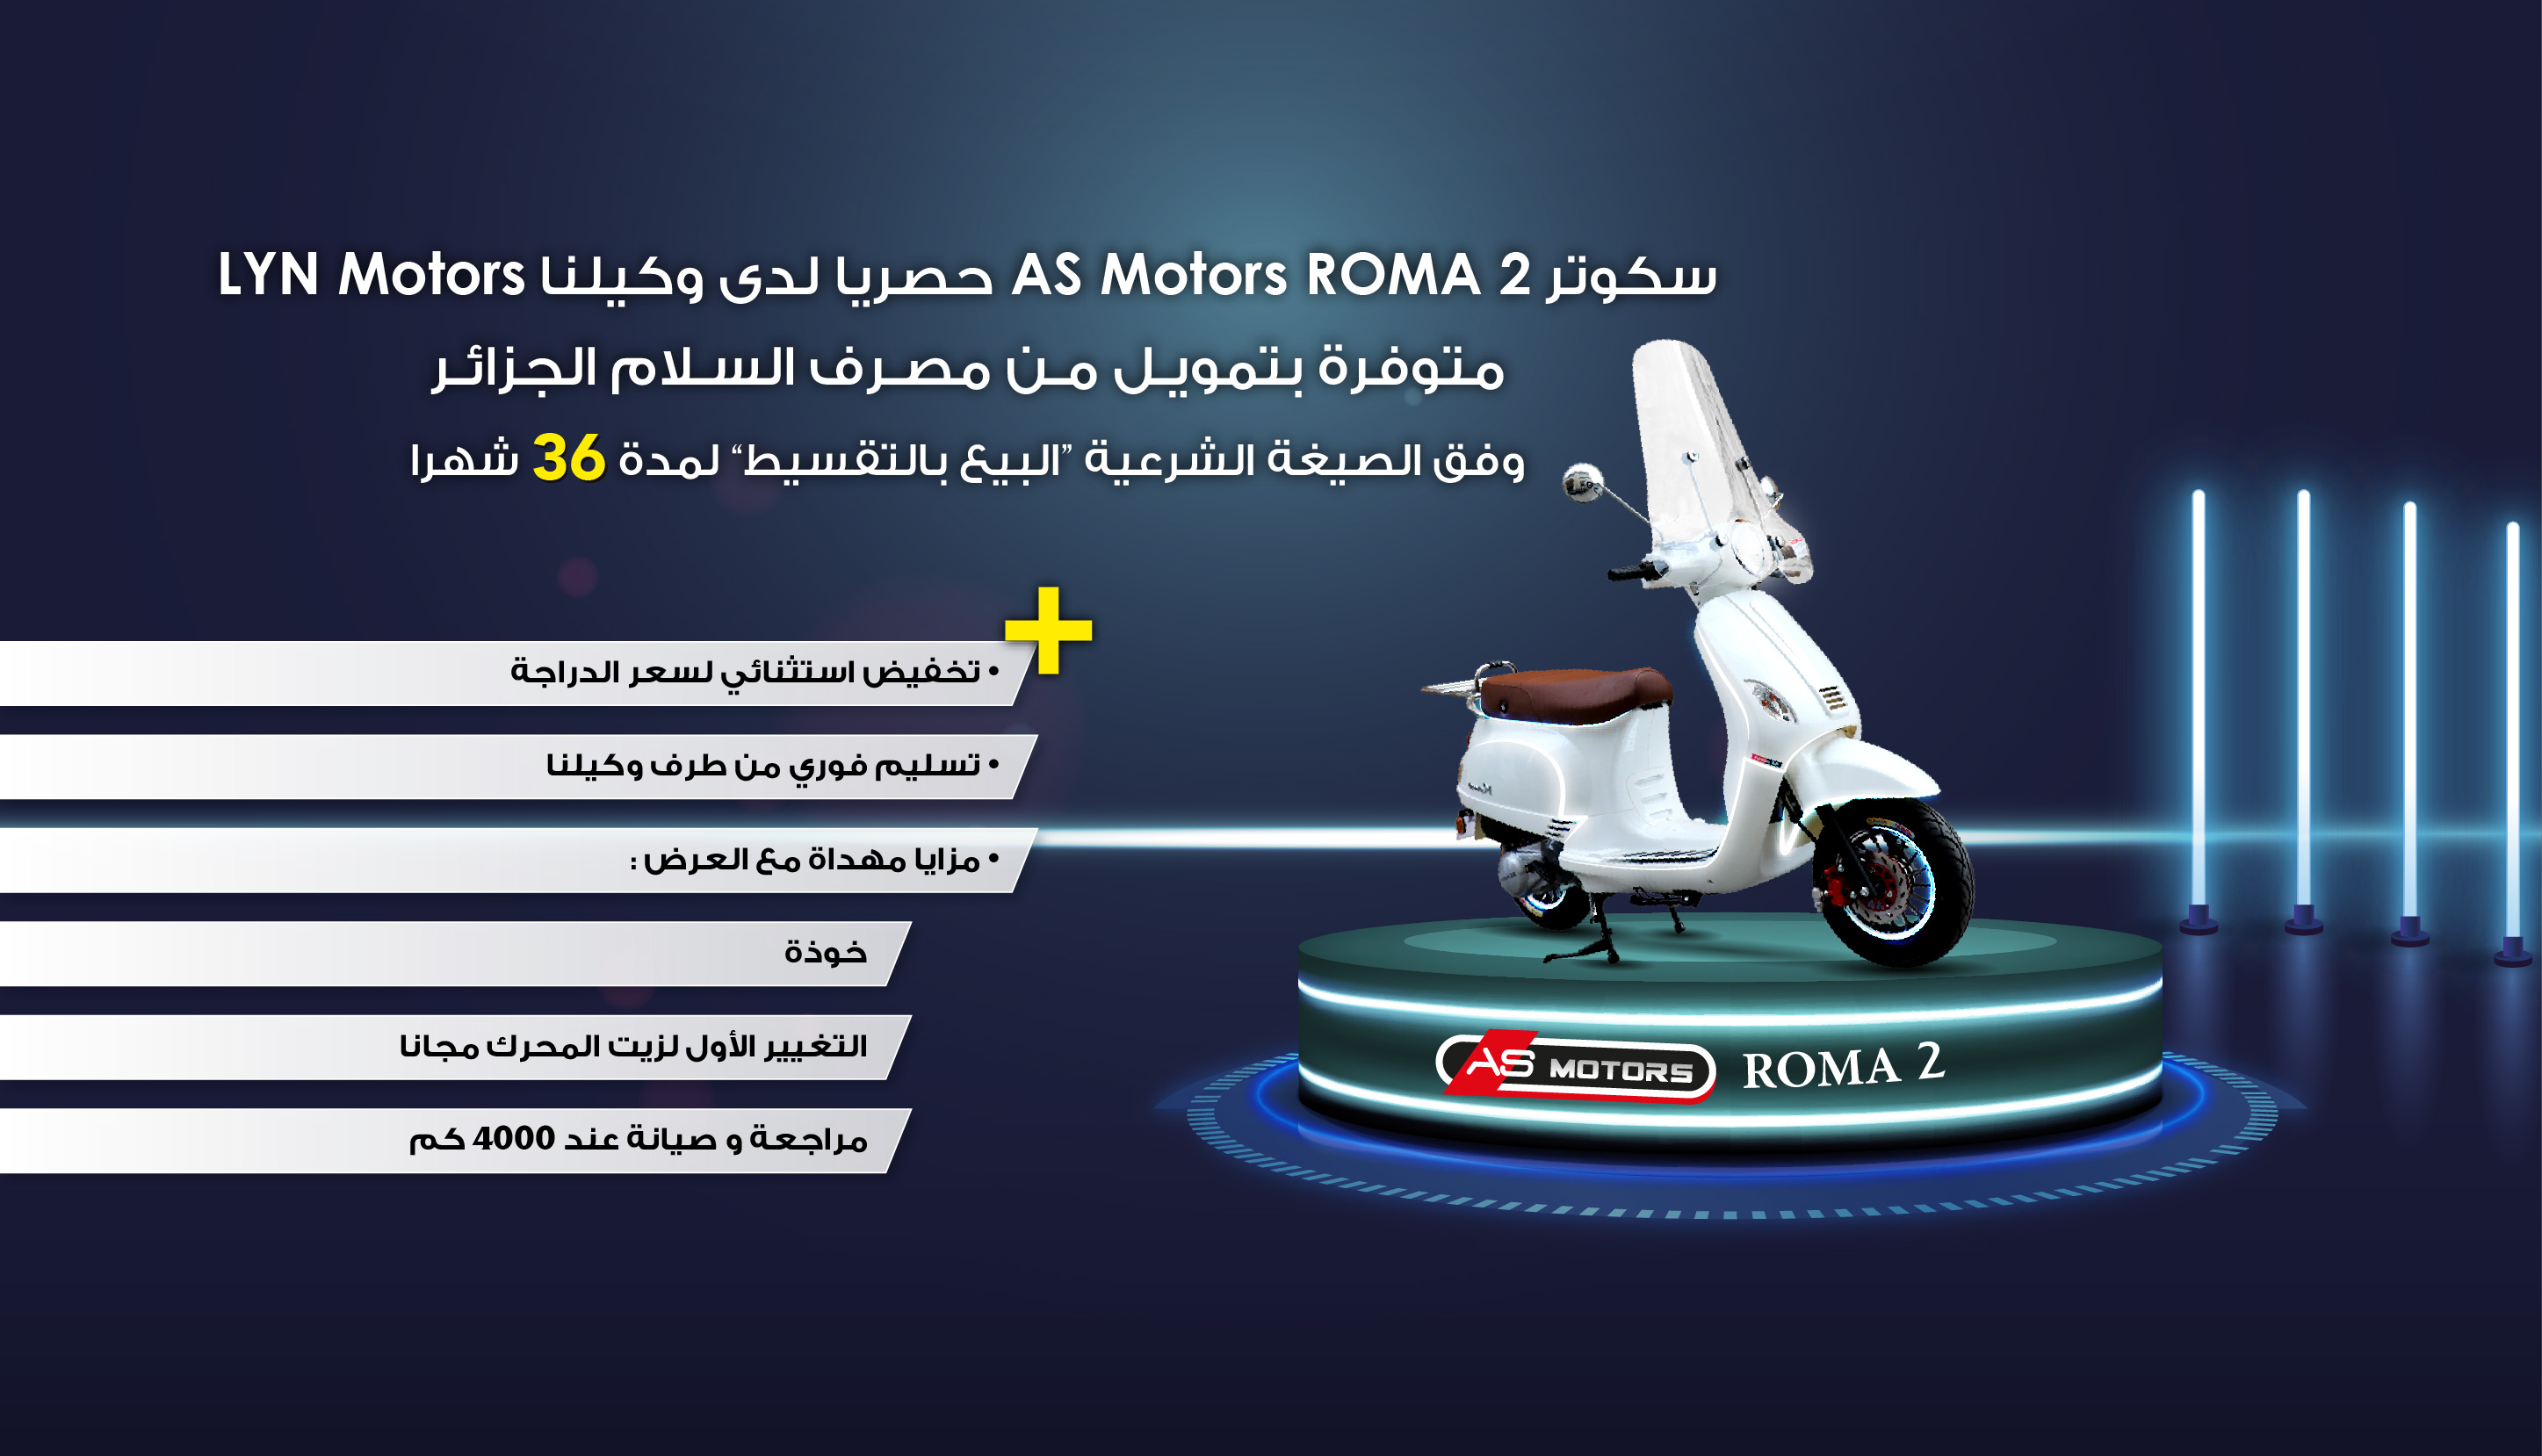 سكوتر AS Motors ROMA 2 حصريا لدى وكيلنا LYN Motors
متوفرة بتمويل من مصرف السلام الجزائر
وفق الصيغة الشرعية "البيع بالتقسيط" لمدة 36 شهرا
+
• تخفيض استثنائي لسعر الدراجة
• تسليم فوري من طرف وكيلنا
• مزايا مهداة مع العرض :
خوذة
التغيير الأول لزيت المحرك مجانا
مراجعة و صيانة عند 4000 كم
AS MOTORS ROMA 2